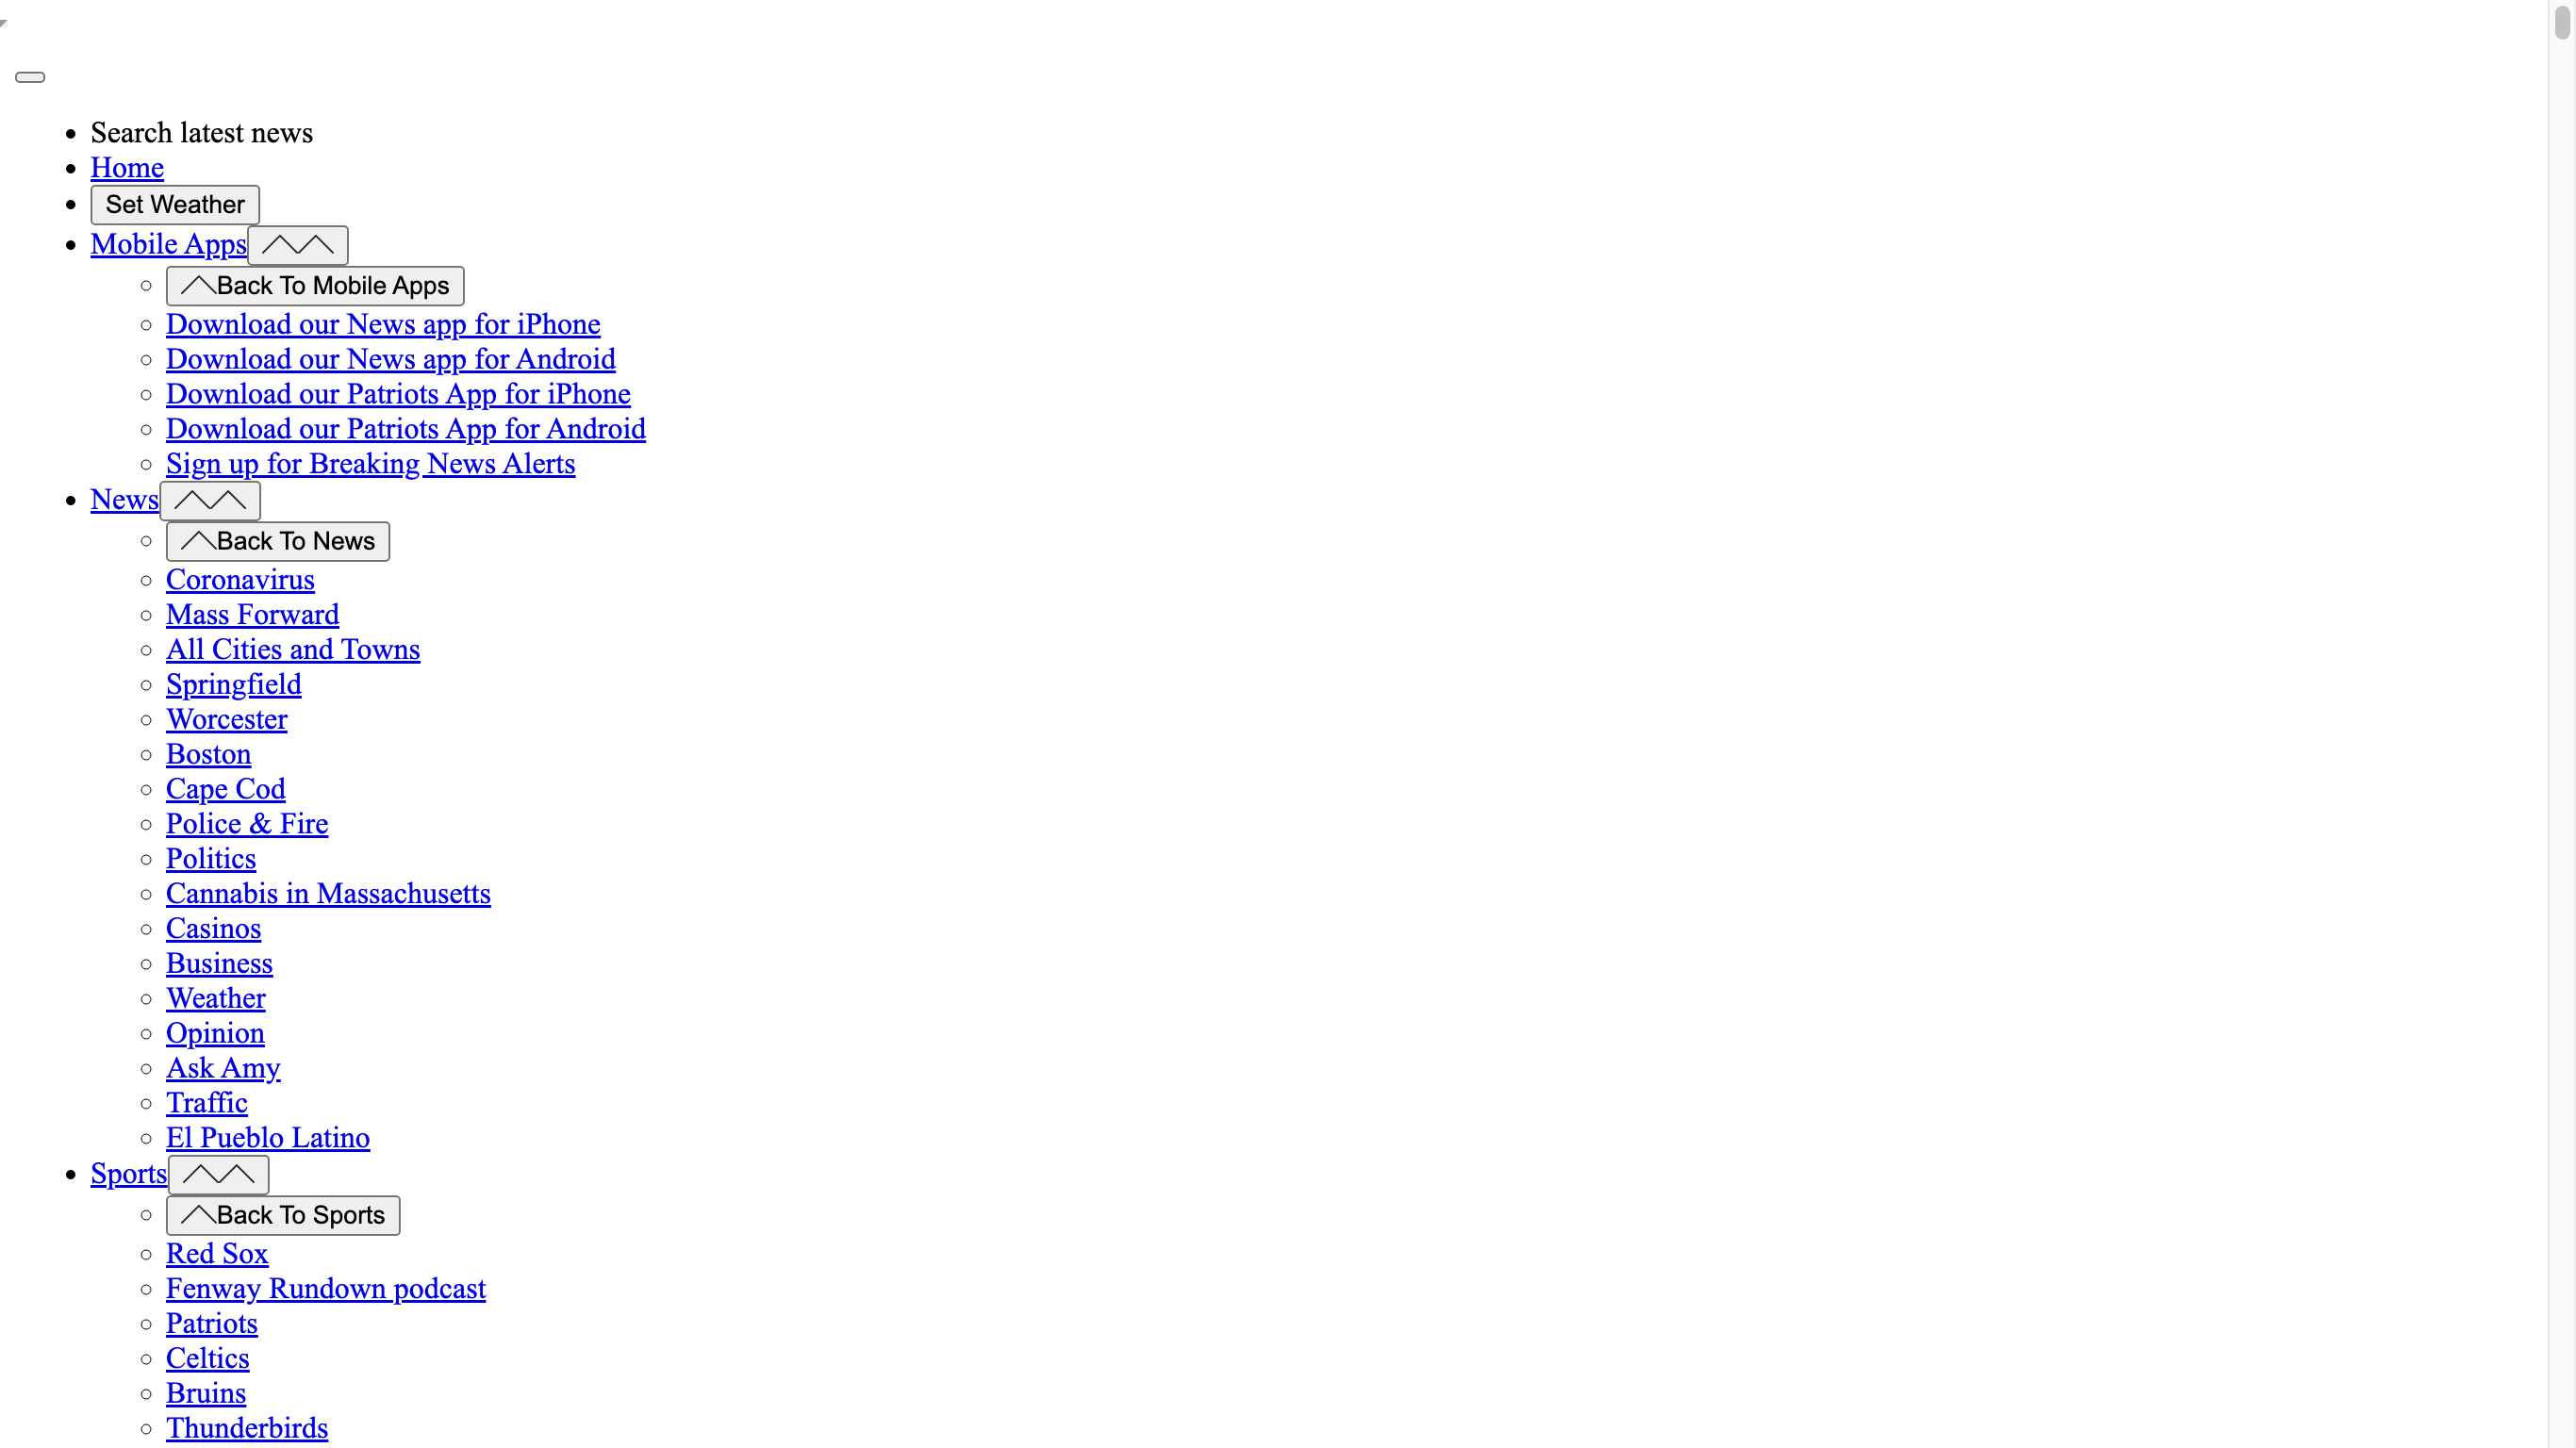 Search latest news
Home
Set Weather
Mobile Apps
Back To Mobile Apps
Download our News app for iPhone
Download our News app for Android
Download our Patriots App for iPhone
Download our Patriots App for Android
Sign up for Breaking News Alerts
News
Back To News
Coronavirus
Mass Forward
All Cities and Towns
Springfield
Worcester
Boston
Cape Cod
Police & Fire
Politics
Cannabis in Massachusetts
Casinos
Business
Weather
Opinion
Ask Amy
Traffic
El Pueblo Latino
Sports
Back To Sports
Red Sox
Fenway Rundown podcast
Patriots
Celtics
Bruins
Thunderbirds